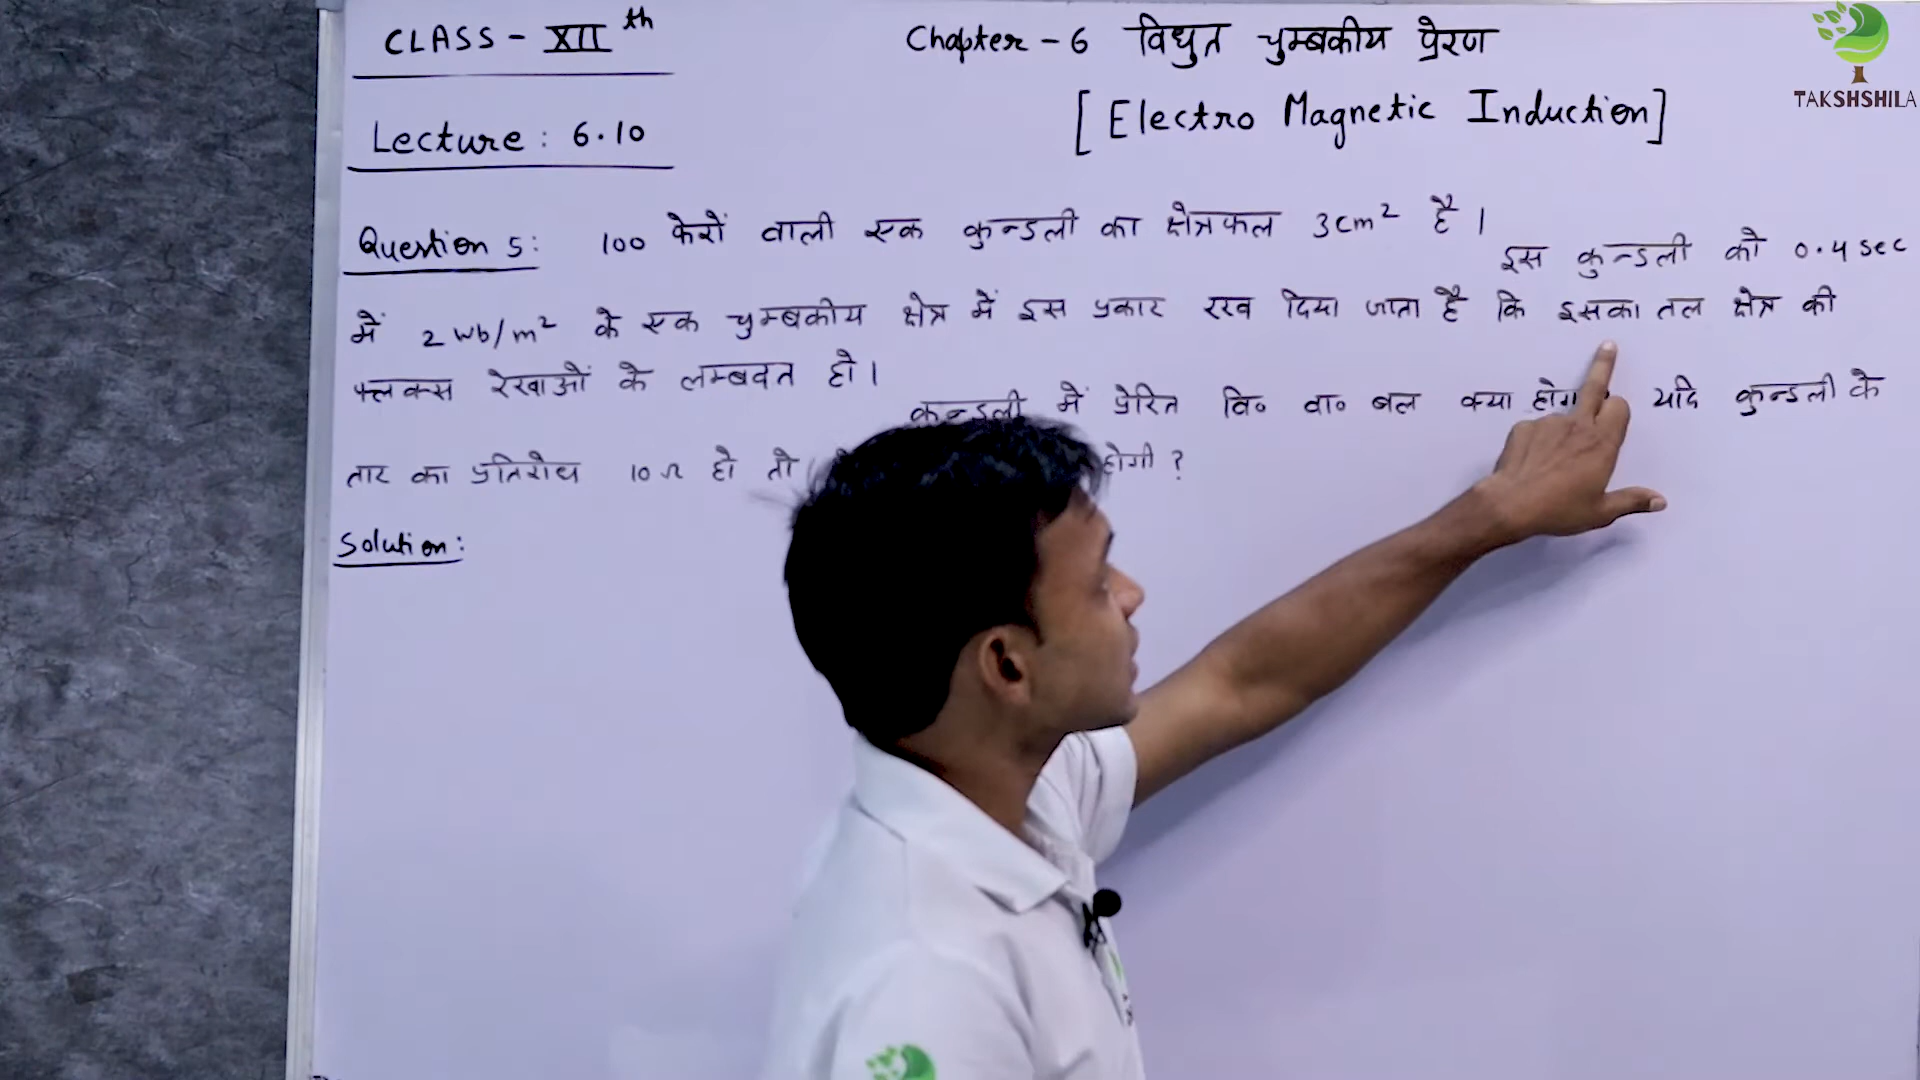 CLASS - XII th
Chapter - 6 विधुत चुम्बकीय प्रेरण
TAKSHSHILA
[Electro Magnetic Induction]
Lecture : 6.10
Question 5: 100 फेरों वाली एक कुन्डली का क्षेत्रफल 3cm² है । इस कुन्डली को 0.4 sec
में 2 wb/m² के एक चुम्बकीय क्षेत्र में इस प्रकार रख दिया जाता है कि इसका तल क्षेत्र की
फ्लक्स रेखाओं के लम्बवत हो ।
कुन्डली में प्रेरित वि० वा० बल क्या यदि कुन्डली के
तार का प्रतिरोध 10 Ω हो तो होगी ?
Solution: